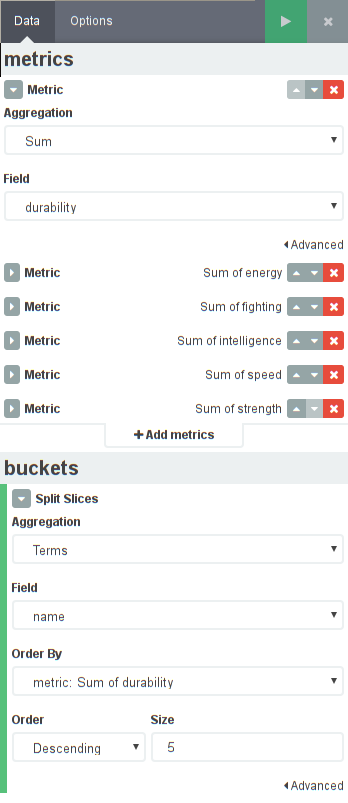 Data Options
metrics
Metric
Aggregation
Sum
Field
durability
Advanced
Metric Sum of energy
Metric Sum of fighting
Metric Sum of intelligence
Metric Sum of speed
Metric Sum of strength
+ Add metrics
buckets
Split Slices
Aggregation
Terms
Field
name
Order By
metric: Sum of durability
Order Size
Descending 5
Advanced